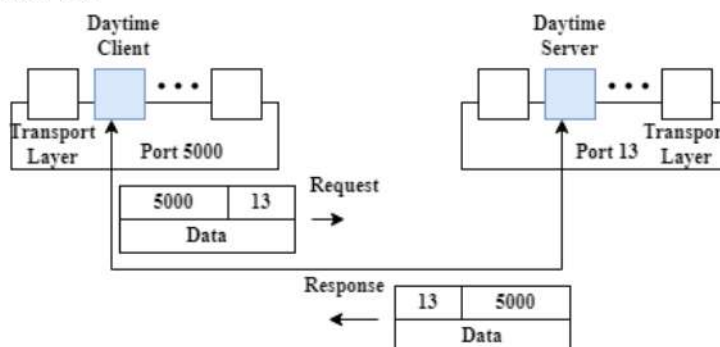 Daytime
Client
Daytime
Server
Transport
Layer
Port 5000
Port 13
Transport
Layer
5000 13
Data
Request
Response
13 5000
Data